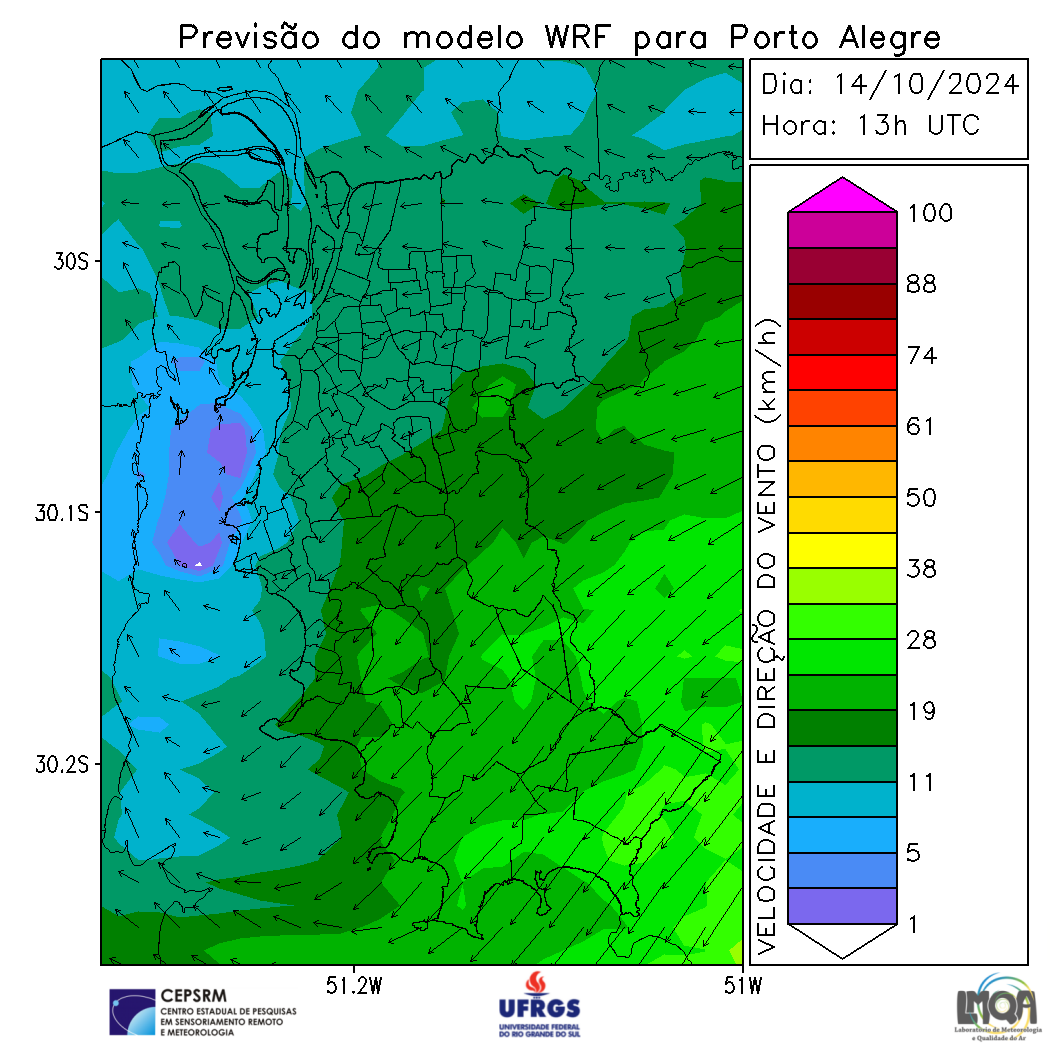 Previsão do modelo WRF para Porto Alegre
Dia: 14/10/2024
Hora: 13h UTC
30S
30.1S
30.2S
51.2W
51W
VELOCIDADE E DIREÇÃO DO VENTO (km/h)
100
88
74
61
50
38
28
19
11
5
1
CEPSRM
CENTRO ESTADUAL DE PESQUISAS
EM SENSORIAMENTO REMOTO
E METEOROLOGIA
UFRGS
UNIVERSIDADE FEDERAL
DO RIO GRANDE DO SUL
LMQA
Laboratório de Meteorologia
e Qualidade do Ar